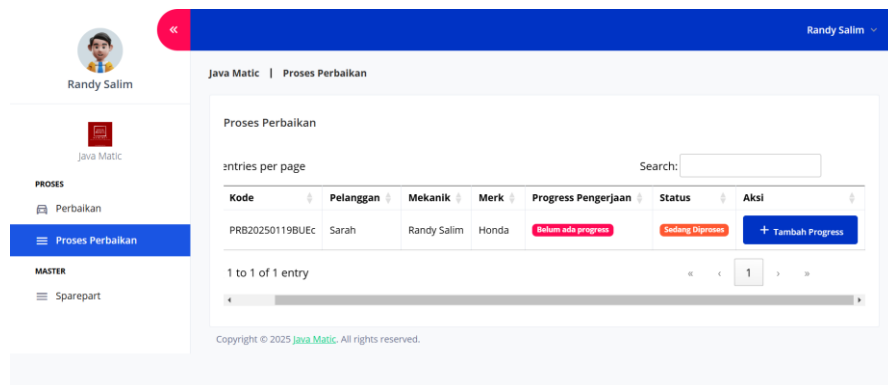 «
Randy Salim
Randy Salim
Java Matic | Proses Perbaikan
Java Matic
PROSES
Perbaikan
Proses Perbaikan
MASTER
Sparepart
Proses Perbaikan
entries per page
Search:
Kode Pelanggan Mekanik Merk Progress Pengerjaan Status Aksi
PRB20250119BUEc Sarah Randy Salim Honda Belum ada progress Sedang Diproses + Tambah Progress
1 to 1 of 1 entry
« ‹ 1 › »
Copyright © 2025 Java Matic. All rights reserved.